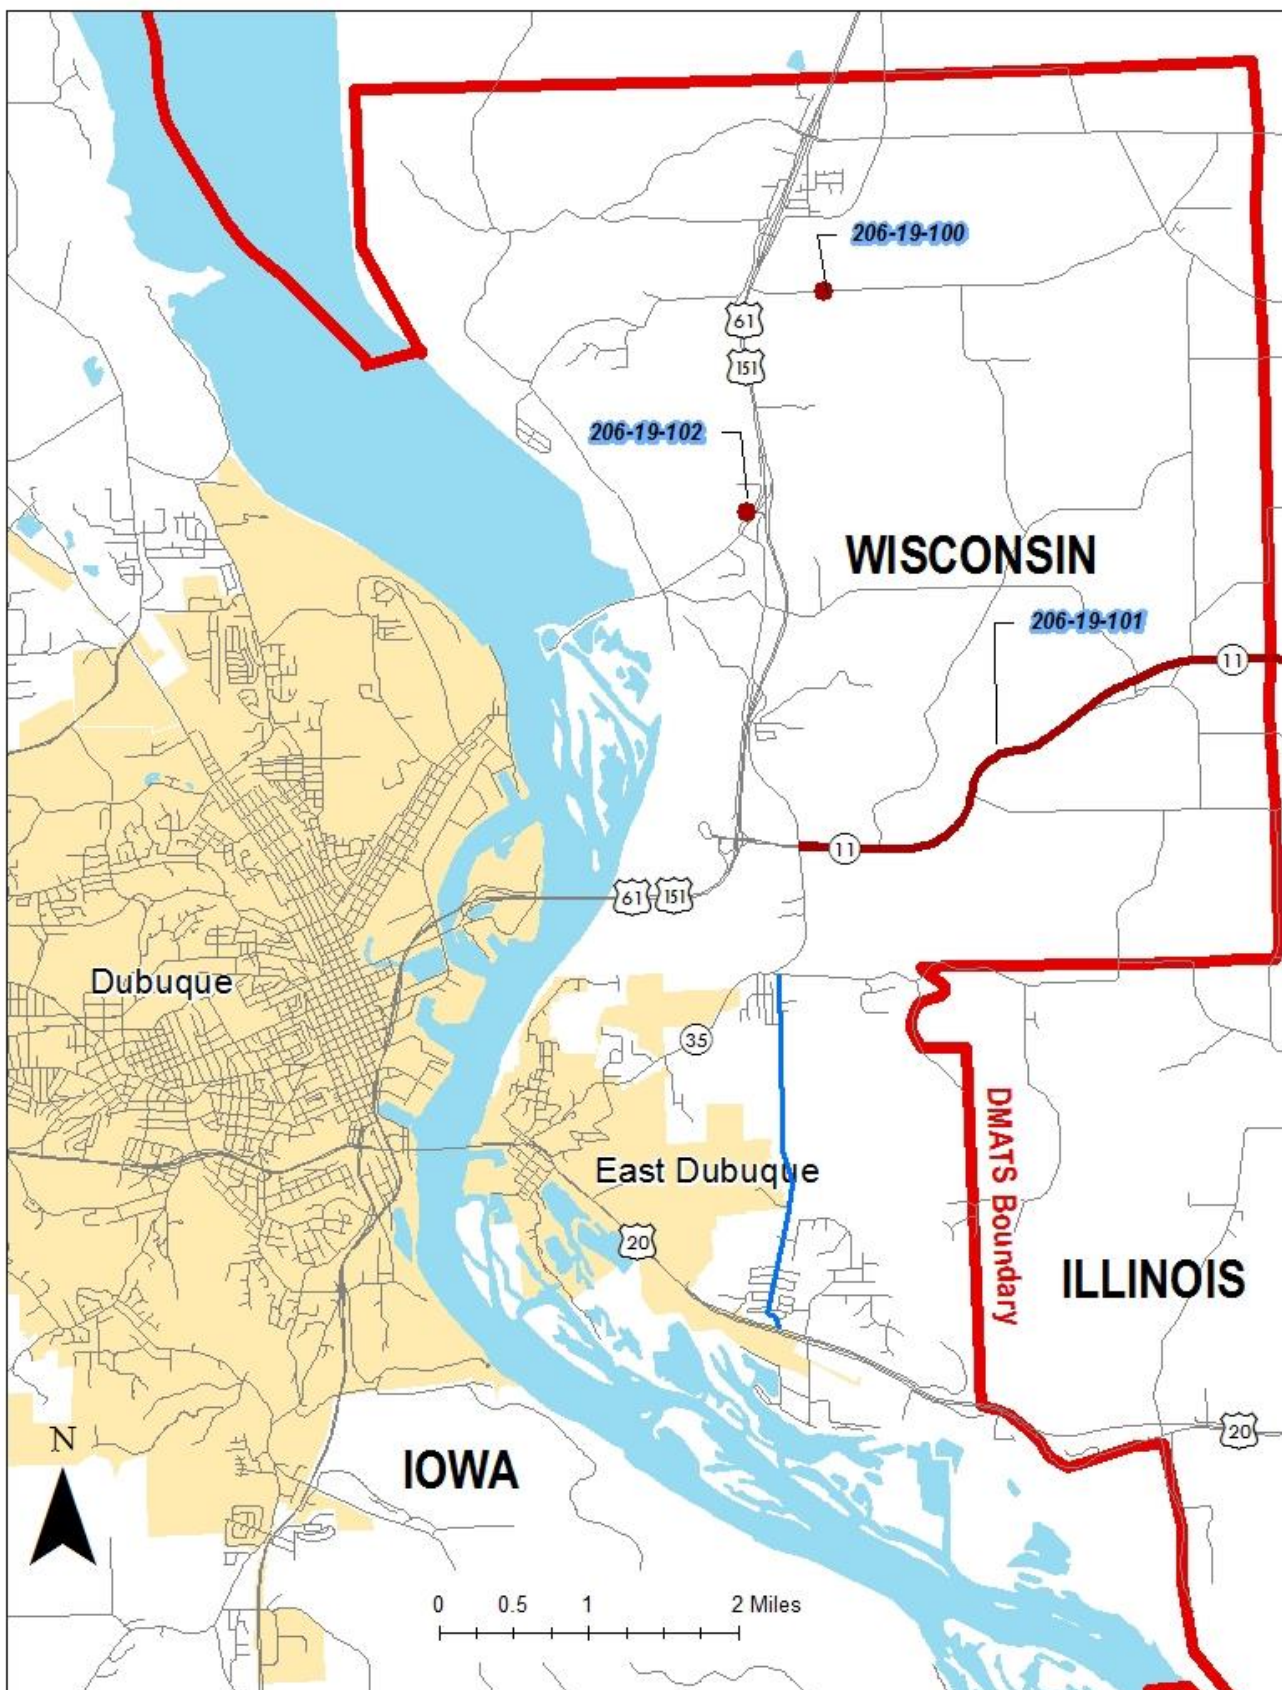 206-19-100
61
151
206-19-102
WISCONSIN
206-19-101
11
11
61
151
Dubuque
35
DMATS Boundary
East Dubuque
20
ILLINOIS
20
N
IOWA
0 0.5 1 2 Miles